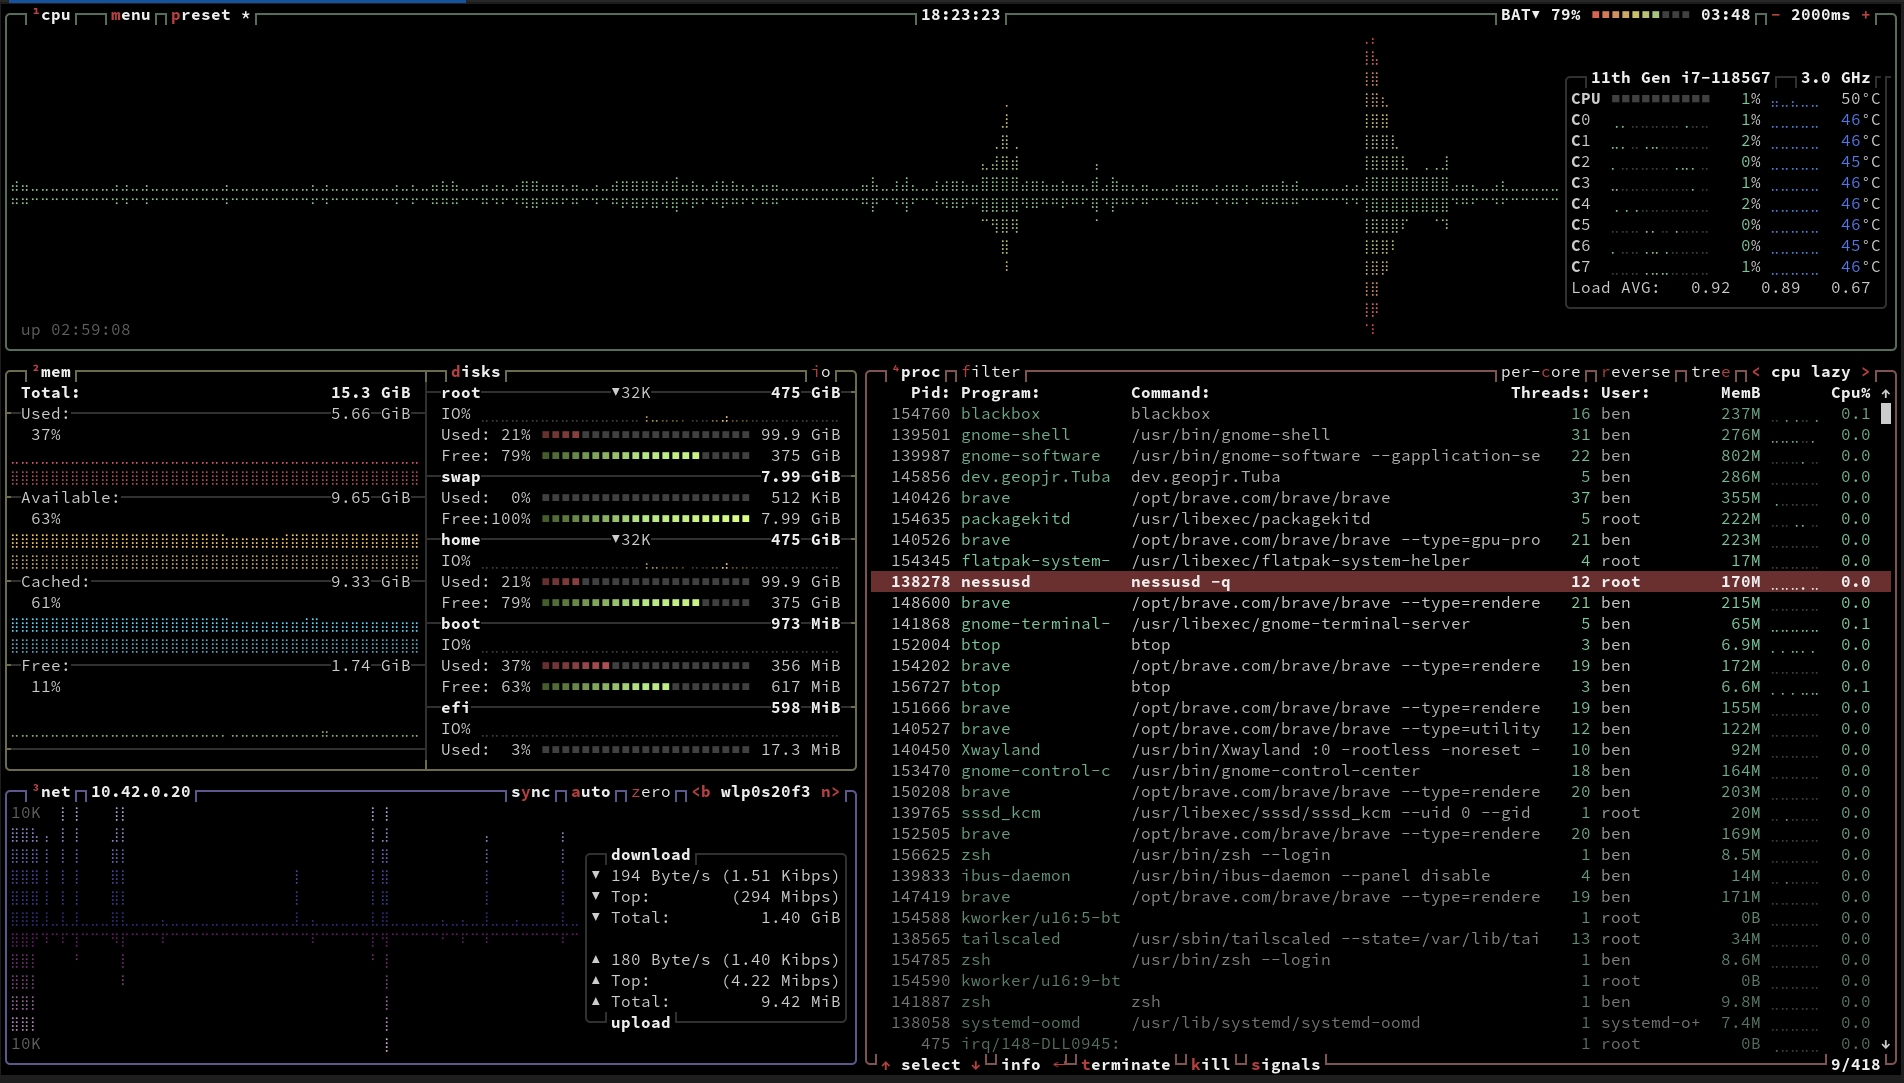 ¹cpu menu preset * 18:23:23 BAT▼ 79% 03:48 - 2000ms +
11th Gen i7-1185G7 3.0 GHz
CPU 1% 50°C
C0 1% 46°C
C1 2% 46°C
C2 0% 45°C
C3 1% 46°C
C4 2% 46°C
C5 0% 46°C
C6 0% 45°C
C7 1% 46°C
Load AVG: 0.92 0.89 0.67
up 02:59:08
²mem
Total: 15.3 GiB
Used: 5.66 GiB
37%
Available: 9.65 GiB
63%
Cached: 9.33 GiB
61%
Free: 1.74 GiB
11%
disks io
root ▼32K 475 GiB
IO%
Used: 21% 99.9 GiB
Free: 79% 375 GiB
swap 7.99 GiB
Used: 0% 512 KiB
Free:100% 7.99 GiB
home ▼32K 475 GiB
IO%
Used: 21% 99.9 GiB
Free: 79% 375 GiB
boot 973 MiB
IO%
Used: 37% 356 MiB
Free: 63% 617 MiB
efi 598 MiB
IO%
Used: 3% 17.3 MiB
³net 10.42.0.20 sync auto zero <b wlp0s20f3 n>
10K
download
▼ 194 Byte/s (1.51 Kibps)
▼ Top: (294 Mibps)
▼ Total: 1.40 GiB
▲ 180 Byte/s (1.40 Kibps)
▲ Top: (4.22 Mibps)
▲ Total: 9.42 MiB
upload
10K
⁴proc filter per-core reverse tree < cpu lazy >
Pid: Program: Command: Threads: User: MemB Cpu% ↑
154760 blackbox blackbox 16 ben 237M 0.1
139501 gnome-shell /usr/bin/gnome-shell 31 ben 276M 0.0
139987 gnome-software /usr/bin/gnome-software --gapplication-se 22 ben 802M 0.0
145856 dev.geopjr.Tuba dev.geopjr.Tuba 5 ben 286M 0.0
140426 brave /opt/brave.com/brave/brave 37 ben 355M 0.0
154635 packagekitd /usr/libexec/packagekitd 5 root 222M 0.0
140526 brave /opt/brave.com/brave/brave --type=gpu-pro 21 ben 223M 0.0
154345 flatpak-system- /usr/libexec/flatpak-system-helper 4 root 17M 0.0
138278 nessusd nessusd -q 12 root 170M 0.0
148600 brave /opt/brave.com/brave/brave --type=rendere 21 ben 215M 0.0
141868 gnome-terminal- /usr/libexec/gnome-terminal-server 5 ben 65M 0.1
152004 btop btop 3 ben 6.9M 0.0
154202 brave /opt/brave.com/brave/brave --type=rendere 19 ben 172M 0.0
156727 btop btop 3 ben 6.6M 0.1
151666 brave /opt/brave.com/brave/brave --type=rendere 19 ben 155M 0.0
140527 brave /opt/brave.com/brave/brave --type=utility 12 ben 122M 0.0
140450 Xwayland /usr/bin/Xwayland :0 -rootless -noreset - 10 ben 92M 0.0
153470 gnome-control-c /usr/bin/gnome-control-center 18 ben 164M 0.0
150208 brave /opt/brave.com/brave/brave --type=rendere 20 ben 203M 0.0
139765 sssd_kcm /usr/libexec/sssd/sssd_kcm --uid 0 --gid 1 root 20M 0.0
152505 brave /opt/brave.com/brave/brave --type=rendere 20 ben 169M 0.0
156625 zsh /usr/bin/zsh --login 1 ben 8.5M 0.0
139833 ibus-daemon /usr/bin/ibus-daemon --panel disable 4 ben 14M 0.0
147419 brave /opt/brave.com/brave/brave --type=rendere 19 ben 171M 0.0
154588 kworker/u16:5-bt 1 root 0B 0.0
138565 tailscaled /usr/sbin/tailscaled --state=/var/lib/tai 13 root 34M 0.0
154785 zsh /usr/bin/zsh --login 1 ben 8.6M 0.0
154590 kworker/u16:9-bt 1 root 0B 0.0
141887 zsh zsh 1 ben 9.8M 0.0
138058 systemd-oomd /usr/lib/systemd/systemd-oomd 1 systemd-o+ 7.4M 0.0
475 irq/148-DLL0945: 1 root 0B 0.0 ↓
↑ select ↓ info ↵ terminate kill signals 9/418